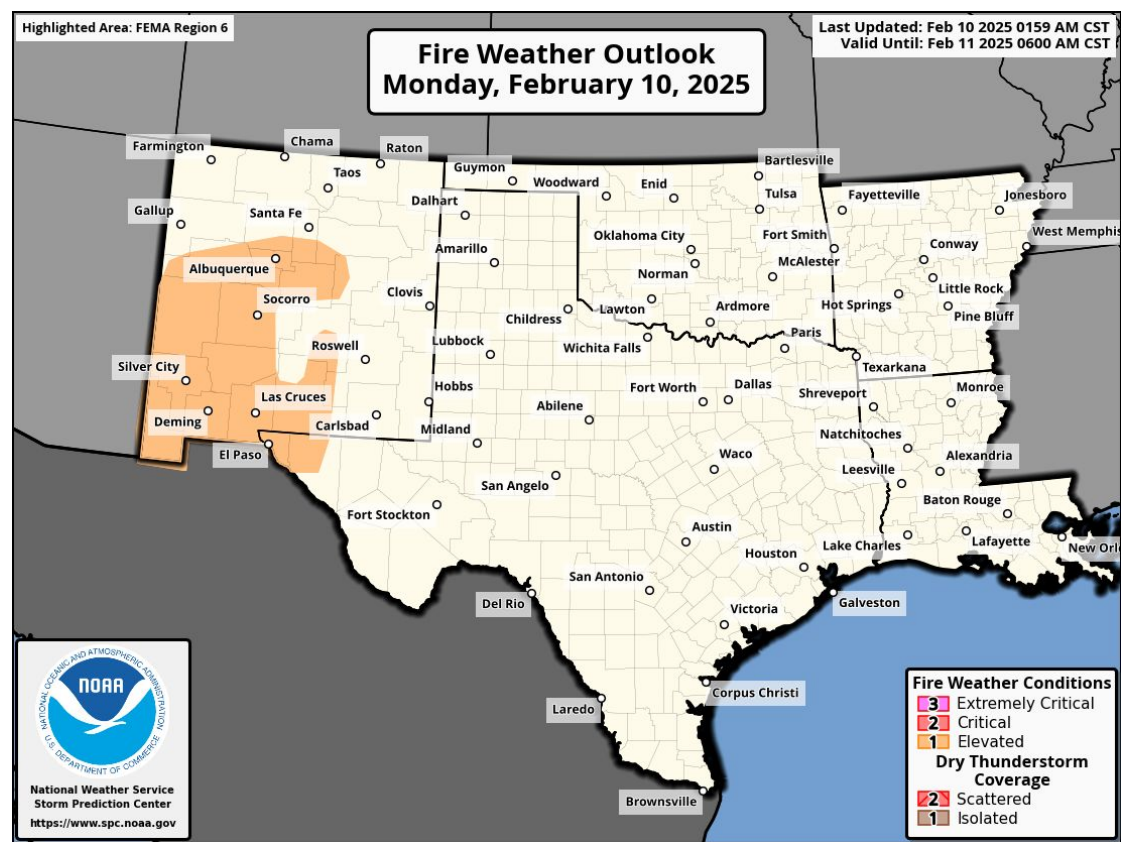 Highlighted Area: FEMA Region 6
Last Updated: Feb 10 2025 0159 AM CST
Valid Until: Feb 11 2025 0600 AM CST
Fire Weather Outlook
Monday, February 10, 2025
Farmington
Chama
Raton
Taos
Guymon
Woodward
Enid
Bartlesville
Tulsa
Fayetteville
Jonesboro
Gallup
Santa Fe
Dalhart
Oklahoma City
Fort Smith
West Memphis
Amarillo
Conway
Albuquerque
Norman
McAlester
Socorro
Clovis
Little Rock
Hot Springs
Childress
Lawton
Ardmore
Pine Bluff
Roswell
Lubbock
Wichita Falls
Paris
Silver City
Texarkana
Hobbs
Fort Worth
Dallas
Monroe
Las Cruces
Shreveport
Abilene
Deming
Carlsbad
Midland
Natchitoches
El Paso
Waco
Alexandria
San Angelo
Leesville
Baton Rouge
Fort Stockton
Austin
Lake Charles
Lafayette
New Orl
Houston
San Antonio
Del Rio
Victoria
Galveston
Corpus Christi
Laredo
Brownsville
NATIONAL OCEANIC AND ATMOSPHERIC ADMINISTRATION
NOAA
U.S. DEPARTMENT OF COMMERCE
National Weather Service
Storm Prediction Center
https://www.spc.noaa.gov
Fire Weather Conditions
3 Extremely Critical
2 Critical
1 Elevated
Dry Thunderstorm
Coverage
2 Scattered
1 Isolated